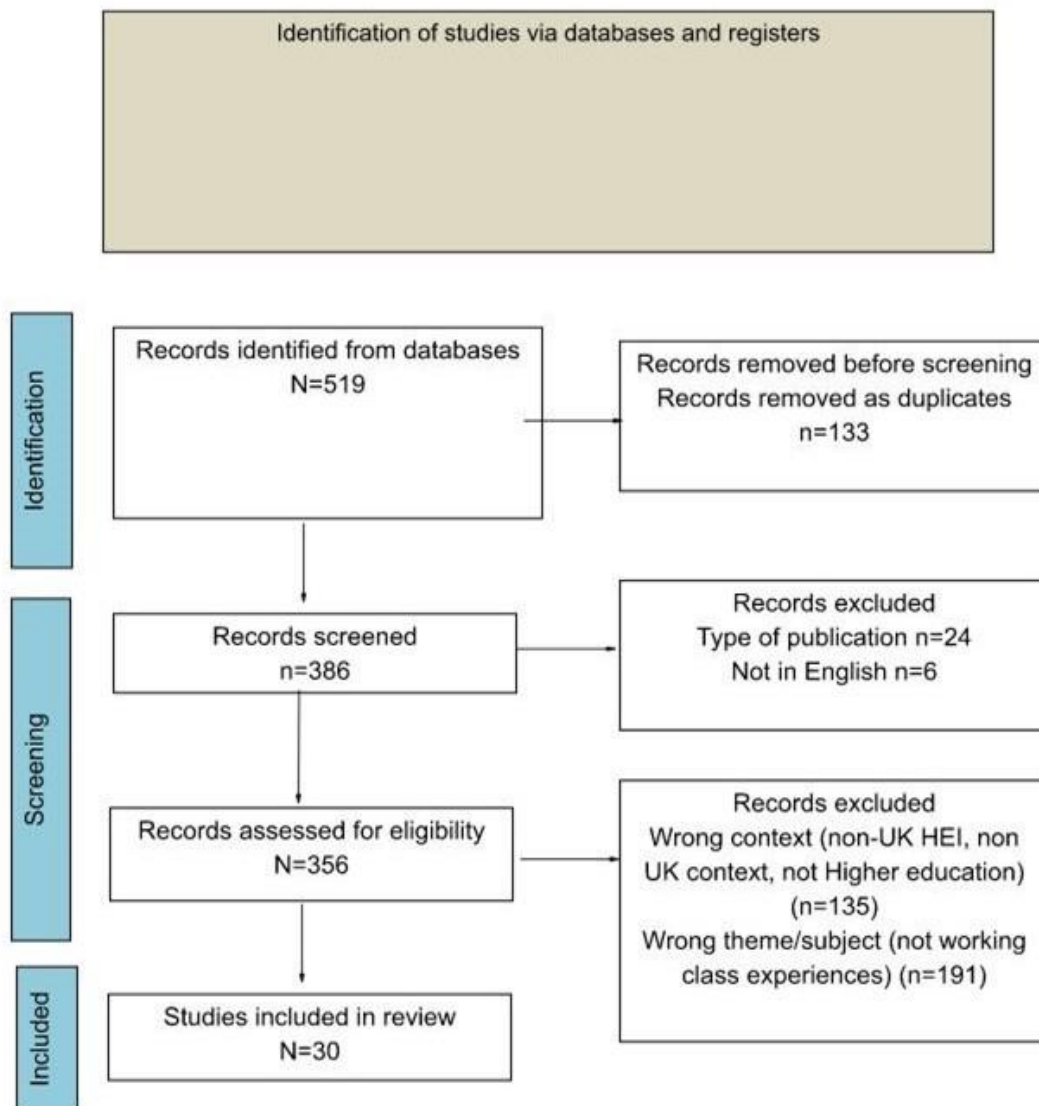 Identification of studies via databases and registers
Identification
Records identified from databases
N=519
Records removed before screening
Records removed as duplicates
n=133
Screening
Records screened
n=386
Records excluded
Type of publication n=24
Not in English n=6
Records assessed for eligibility
N=356
Records excluded
Wrong context (non-UK HEI, non
UK context, not Higher education)
(n=135)
Wrong theme/subject (not working
class experiences) (n=191)
Included
Studies included in review
N=30